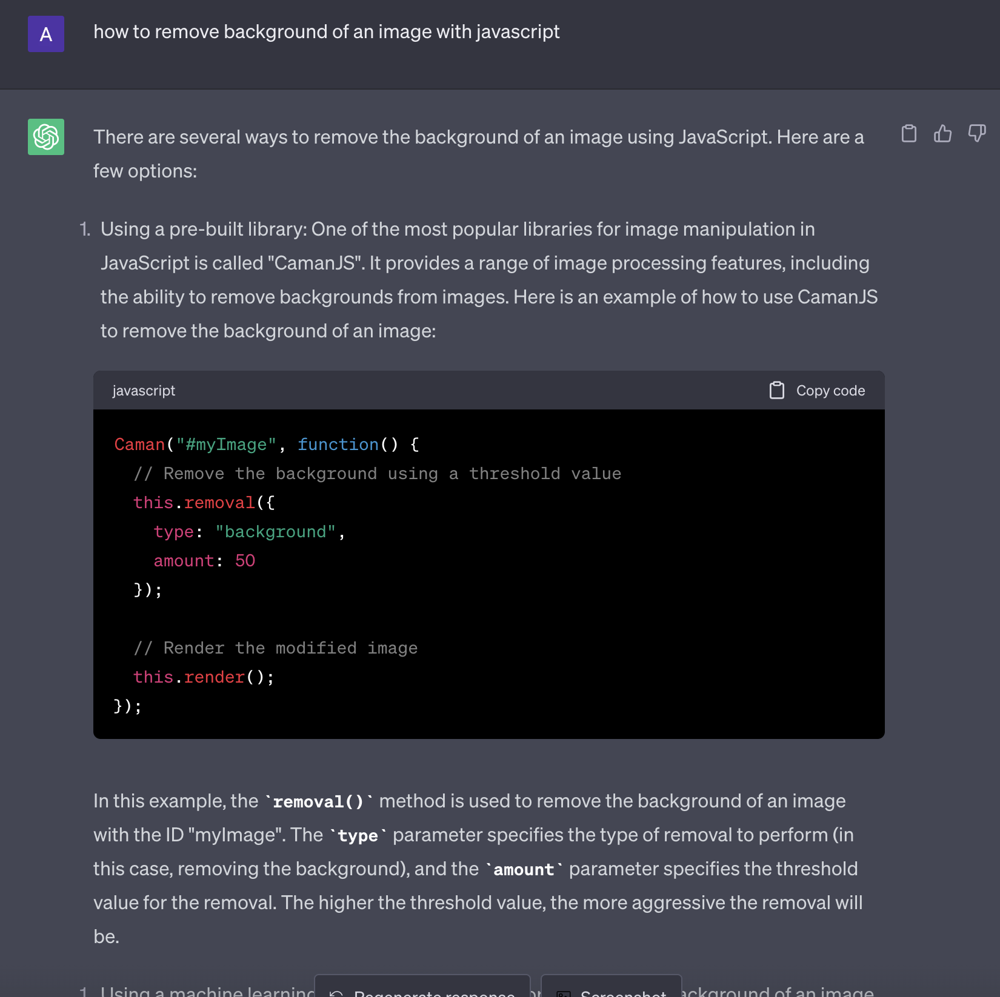 A
how to remove background of an image with javascript
There are several ways to remove the background of an image using JavaScript. Here are a
few options:
1. Using a pre-built library: One of the most popular libraries for image manipulation in
JavaScript is called "CamanJS". It provides a range of image processing features, including
the ability to remove backgrounds from images. Here is an example of how to use CamanJS
to remove the background of an image:
javascript
Copy code
Caman("#myImage", function() {
  // Remove the background using a threshold value
  this.removal({
    type: "background",
    amount: 50
  });

  // Render the modified image
  this.render();
});
In this example, the `removal()` method is used to remove the background of an image
with the ID "myImage". The `type` parameter specifies the type of removal to perform (in
this case, removing the background), and the `amount` parameter specifies the threshold
value for the removal. The higher the threshold value, the more aggressive the removal will
be.
1. Using a machine learning
Regenerate response
Screenshot
ackground of an image